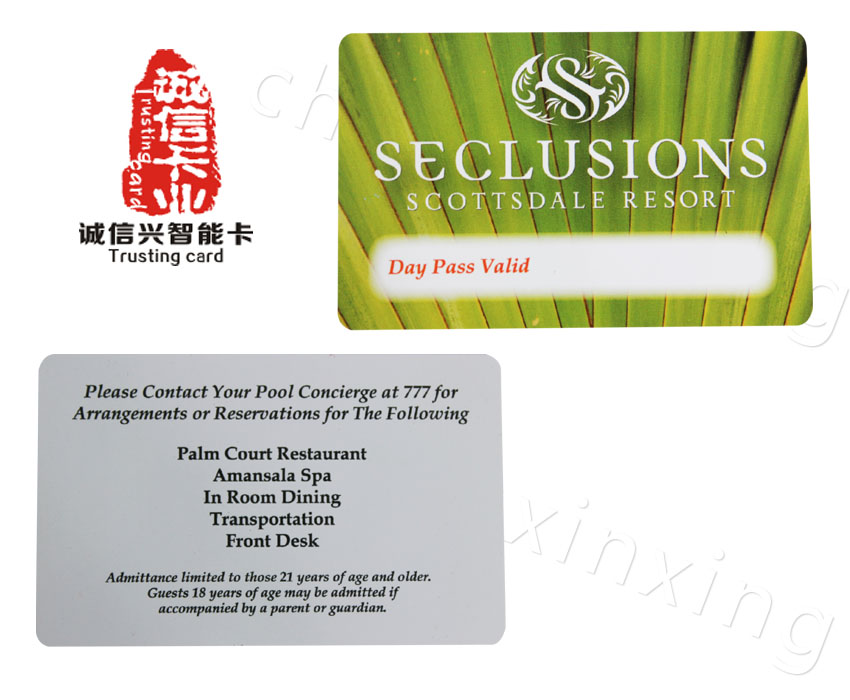 诚信卡业
Trusting card
诚信兴智能卡
Trusting card
SECLUSIONS
SCOTTSDALE RESORT
Day Pass Valid
Please Contact Your Pool Concierge at 777 for
Arrangements or Reservations for The Following
Palm Court Restaurant
Amansala Spa
In Room Dining
Transportation
Front Desk
Admittance limited to those 21 years of age and older.
Guests 18 years of age may be admitted if
accompanied by a parent or guardian.
xinxing